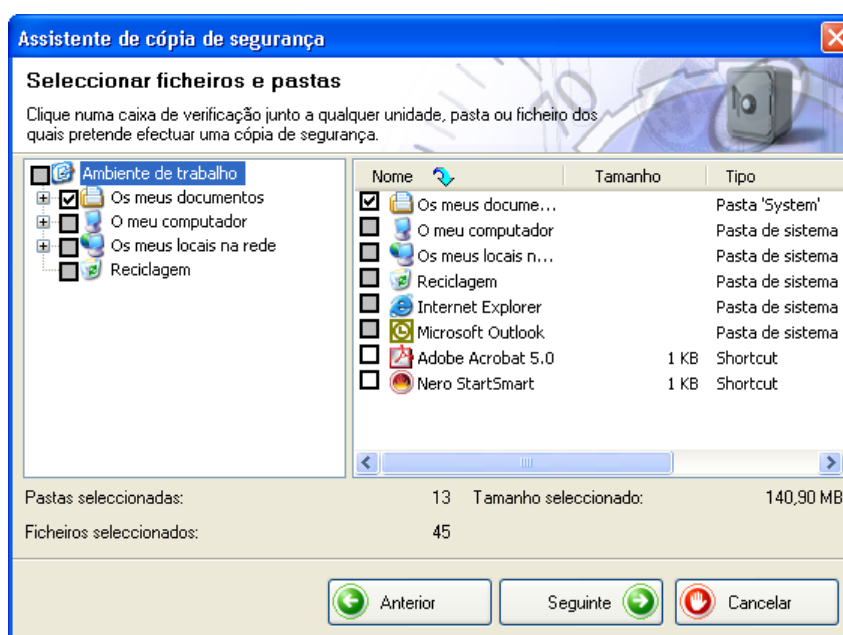 Assistente de cópia de segurança
Seleccionar ficheiros e pastas
Clique numa caixa de verificação junto a qualquer unidade, pasta ou ficheiro dos
quais pretende efectuar uma cópia de segurança.
Ambiente de trabalho
Os meus documentos
O meu computador
Os meus locais na rede
Reciclagem
Nome Tamanho Tipo
Os meus docume... Pasta 'System'
O meu computador Pasta de sistema
Os meus locais n... Pasta de sistema
Reciclagem Pasta de sistema
Internet Explorer Pasta de sistema
Microsoft Outlook Pasta de sistema
Adobe Acrobat 5.0 1 KB Shortcut
Nero StartSmart 1 KB Shortcut
Pastas seleccionadas: 13 Tamanho seleccionado: 140,90 MB
Ficheiros seleccionados: 45
Anterior Seguinte Cancelar